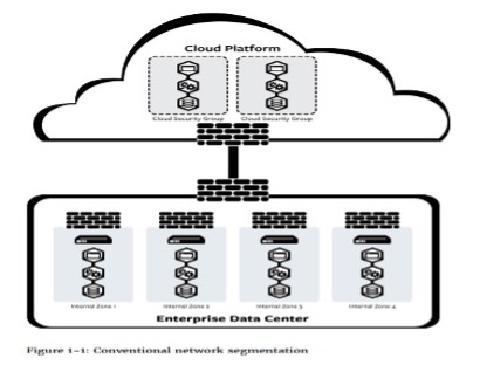 Cloud Platform
Cloud Security Group Cloud Security Group
Internal Zone 1 Internal Zone 2 Internal Zone 3 Internal Zone 4
Enterprise Data Center
Figure 1-1: Conventional network segmentation